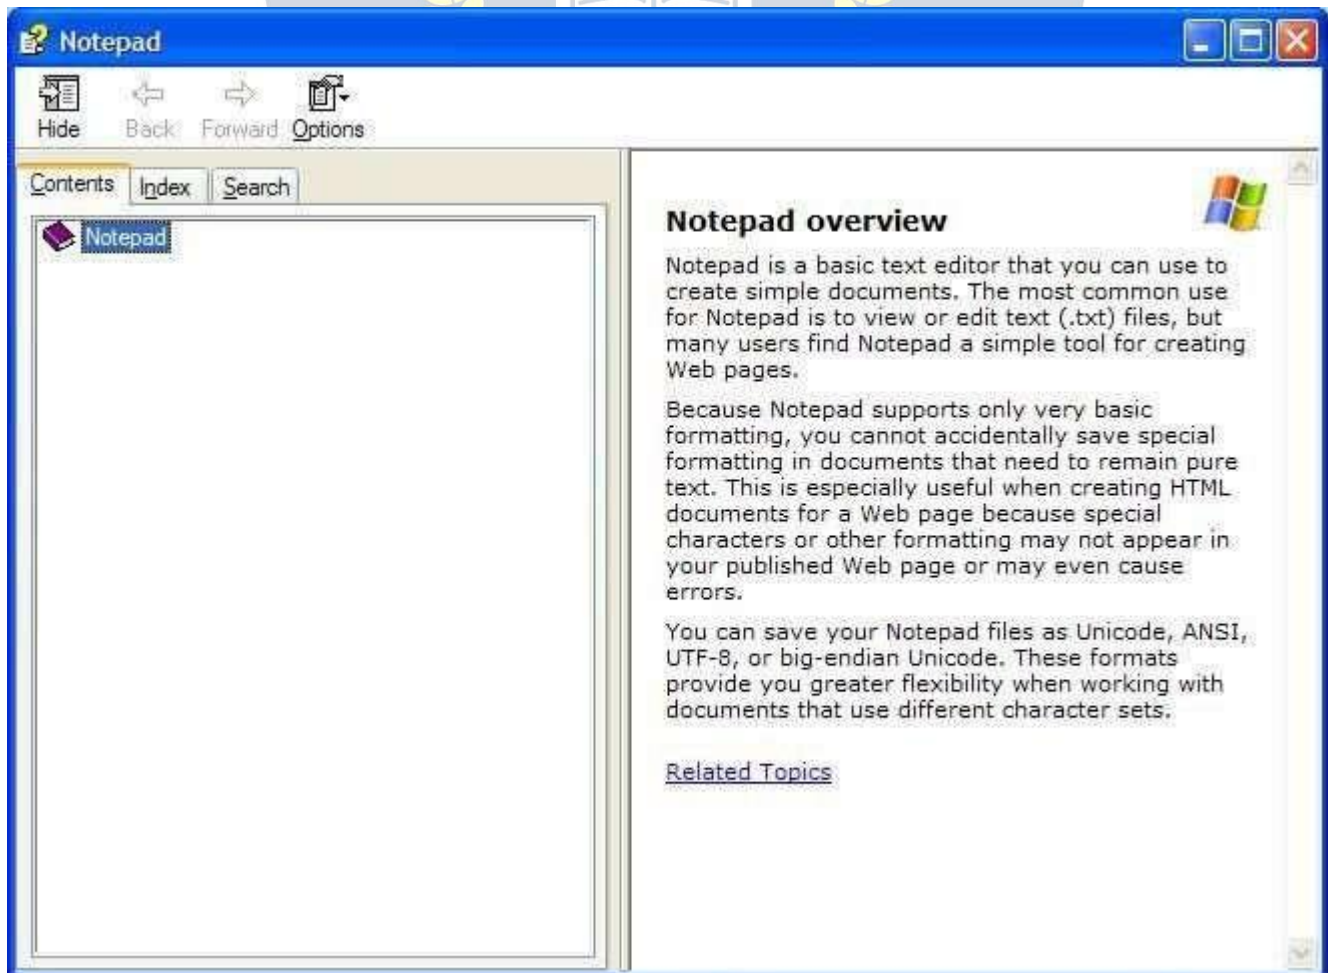 Notepad
Hide Back Forward Options
Contents Index Search
Notepad
Notepad overview
Notepad is a basic text editor that you can use to
create simple documents. The most common use
for Notepad is to view or edit text (.txt) files, but
many users find Notepad a simple tool for creating
Web pages.
Because Notepad supports only very basic
formatting, you cannot accidentally save special
formatting in documents that need to remain pure
text. This is especially useful when creating HTML
documents for a Web page because special
characters or other formatting may not appear in
your published Web page or may even cause
errors.
You can save your Notepad files as Unicode, ANSI,
UTF-8, or big-endian Unicode. These formats
provide you greater flexibility when working with
documents that use different character sets.
Related Topics